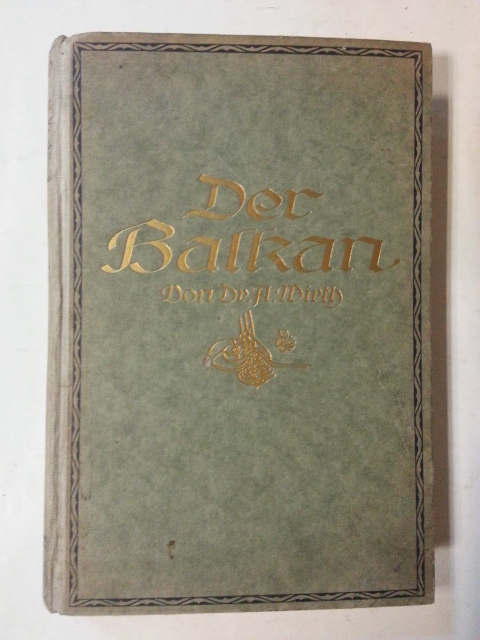 Der
Balkan
Von Dr. A. Wirth